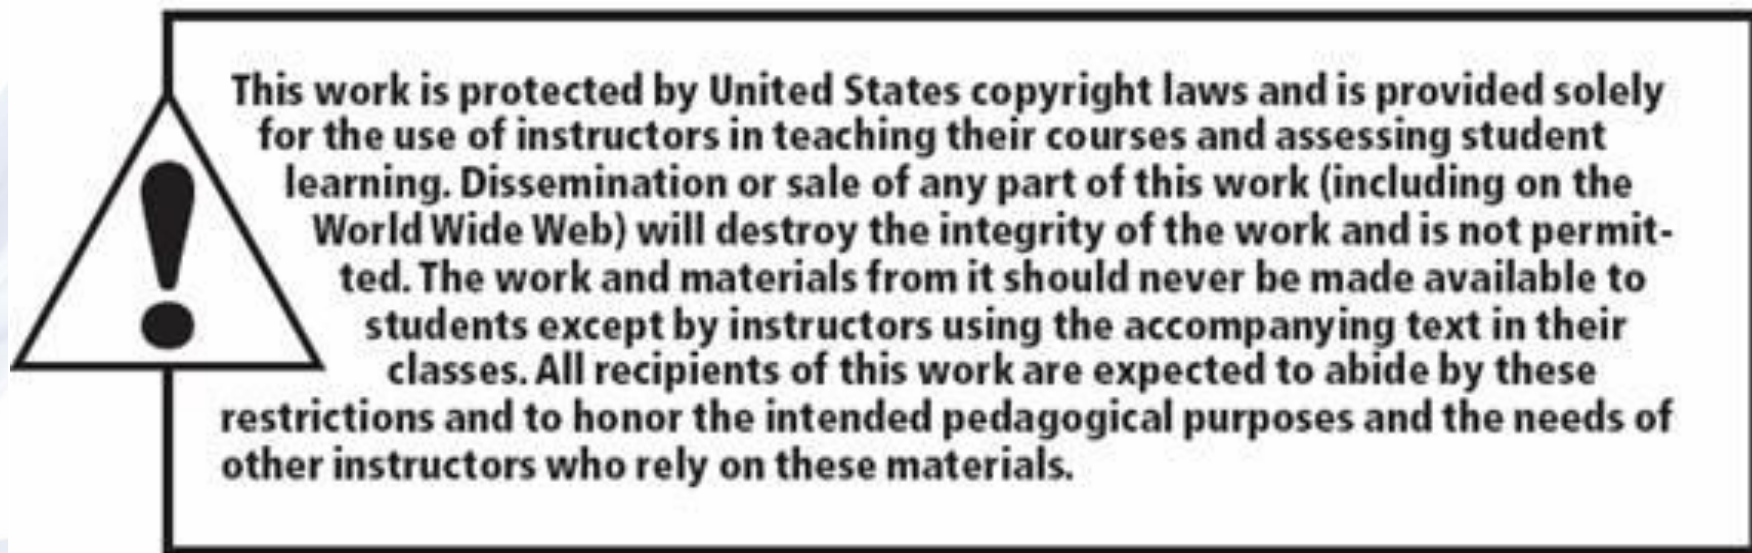 This work is protected by United States copyright laws and is provided solely
for the use of instructors in teaching their courses and assessing student
learning. Dissemination or sale of any part of this work (including on the
World Wide Web) will destroy the integrity of the work and is not permit-
ted. The work and materials from it should never be made available to
students except by instructors using the accompanying text in their
classes. All recipients of this work are expected to abide by these
restrictions and to honor the intended pedagogical purposes and the needs of
other instructors who rely on these materials.